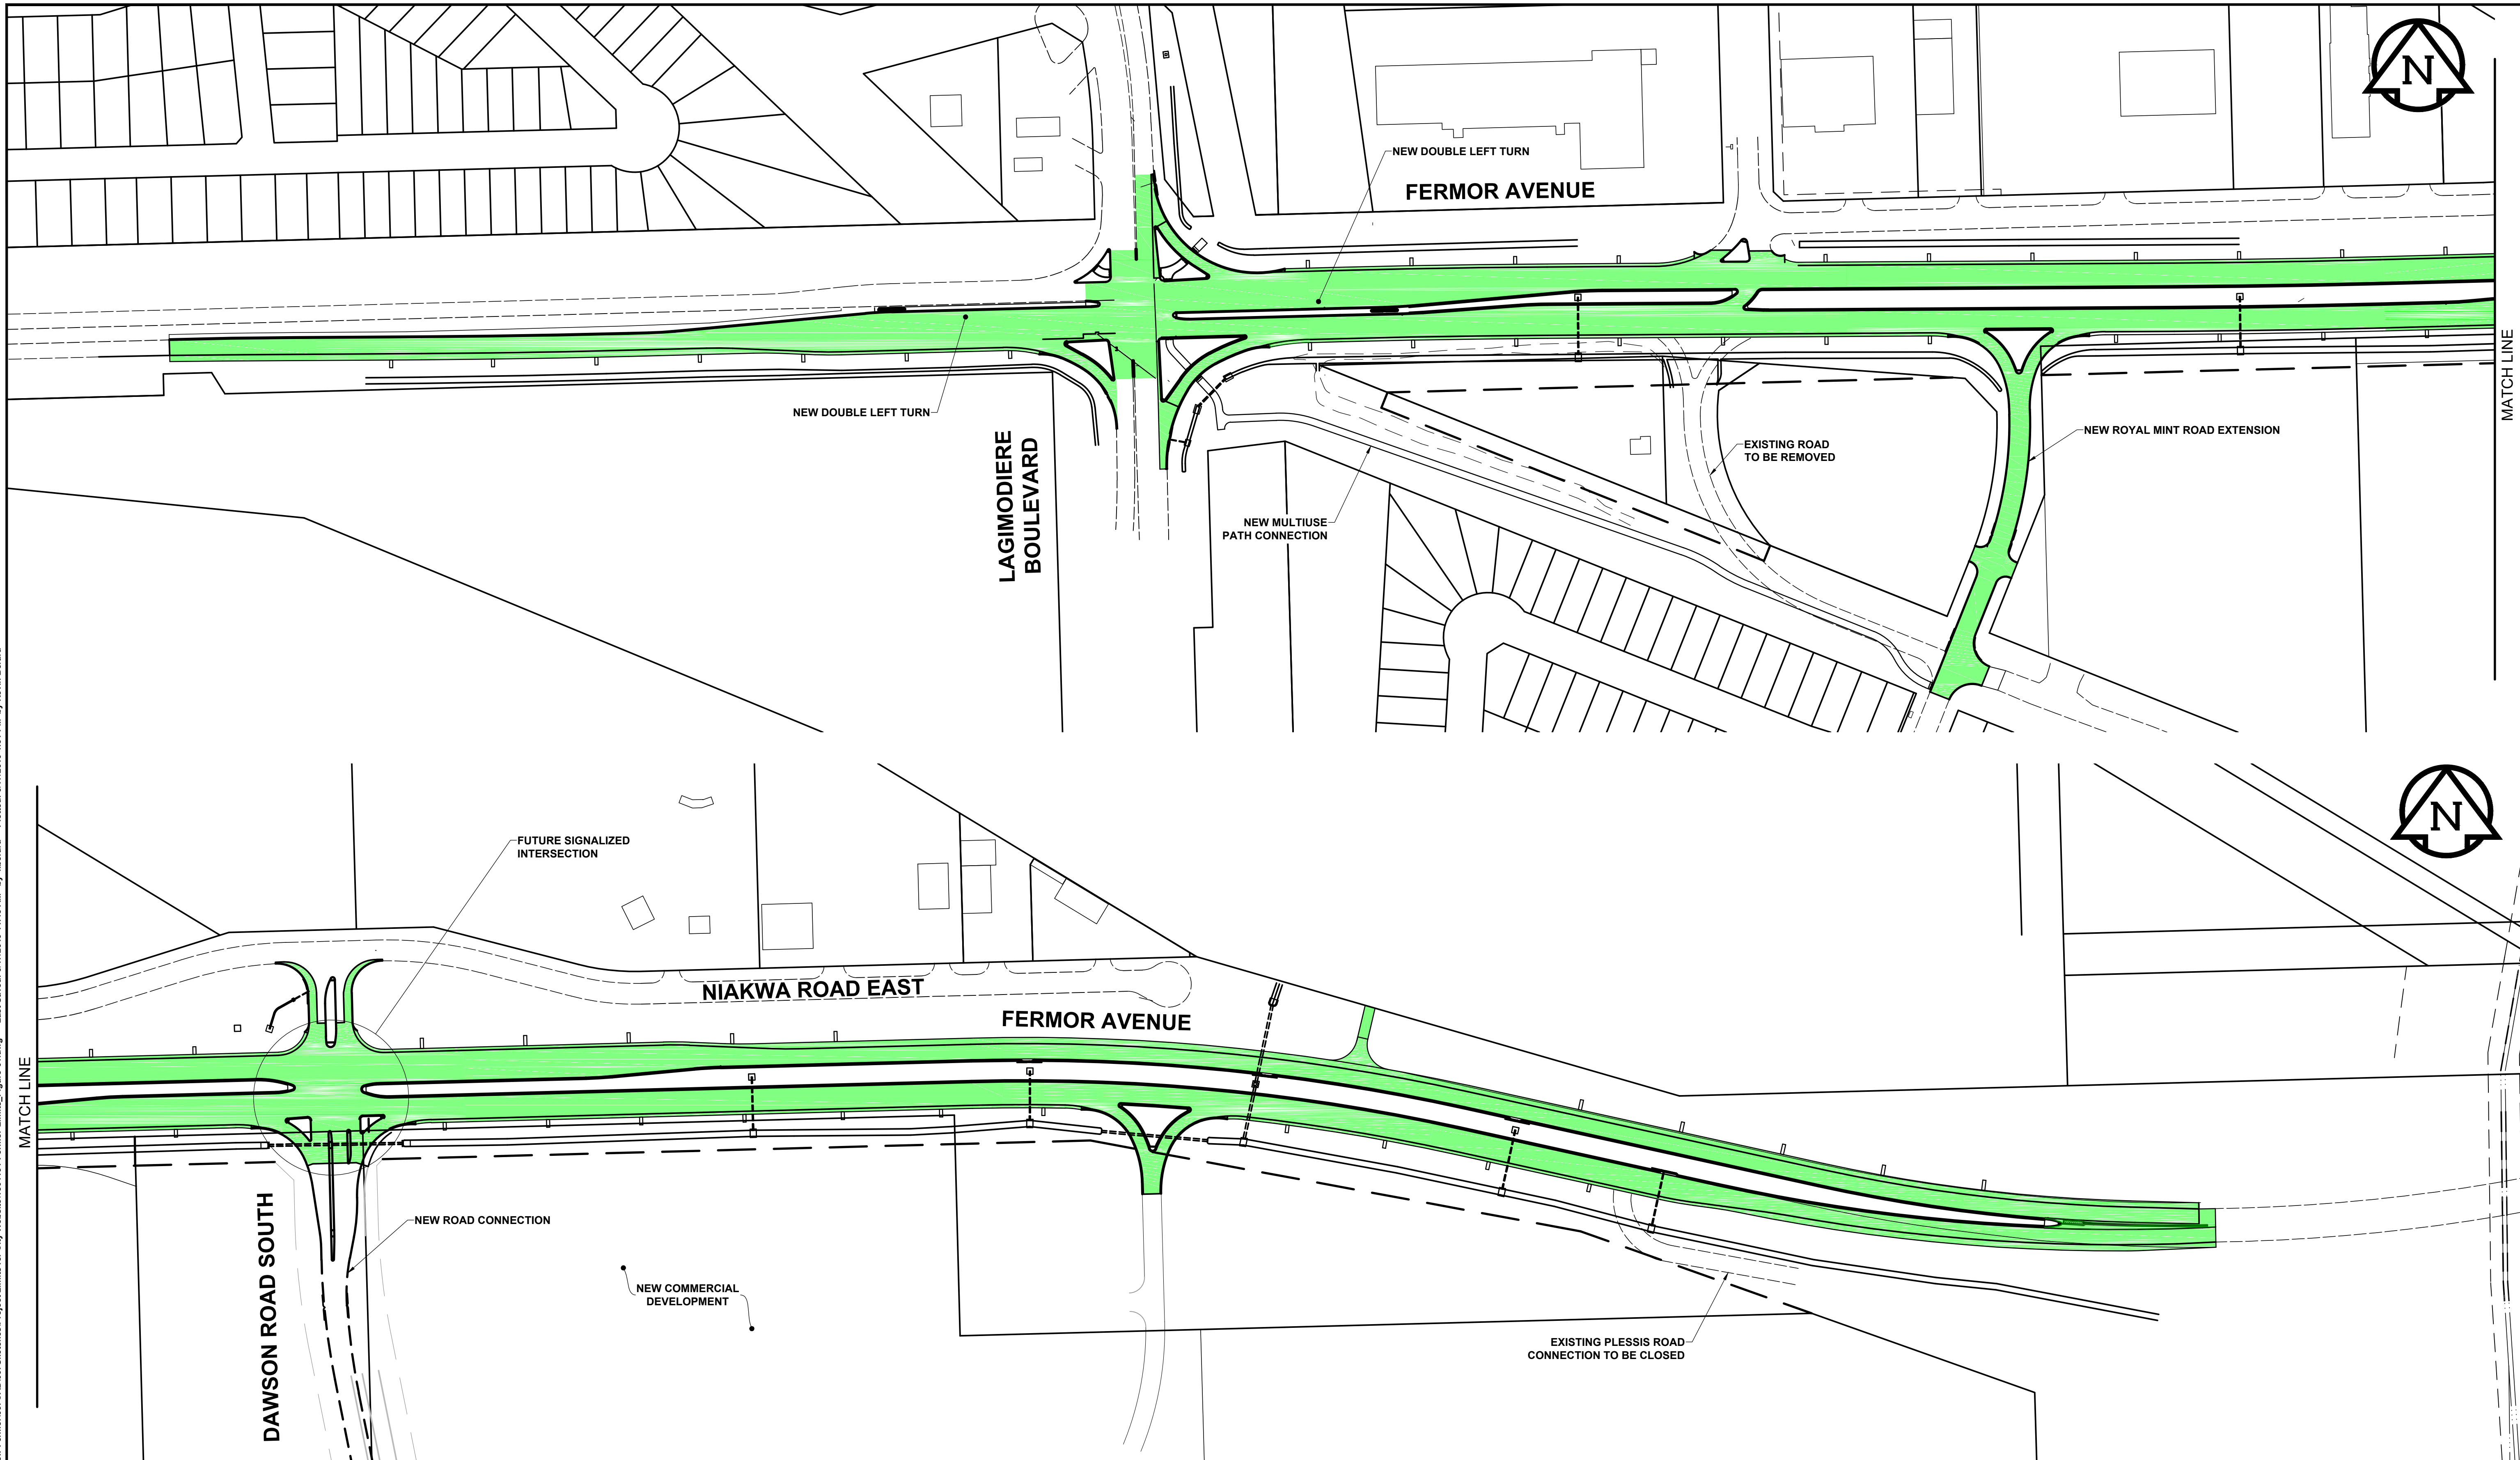 N
NEW DOUBLE LEFT TURN
FERMOR AVENUE
MATCH LINE
NEW DOUBLE LEFT TURN
LAGIMODIERE
BOULEVARD
NEW ROYAL MINT ROAD EXTENSION
EXISTING ROAD
TO BE REMOVED
NEW MULTIUSE
PATH CONNECTION
N
FUTURE SIGNALIZED
INTERSECTION
NIAKWA ROAD EAST
FERMOR AVENUE
MATCH LINE
DAWSON ROAD SOUTH
NEW ROAD CONNECTION
NEW COMMERCIAL
DEVELOPMENT
EXISTING PLESSIS ROAD
CONNECTION TO BE CLOSED